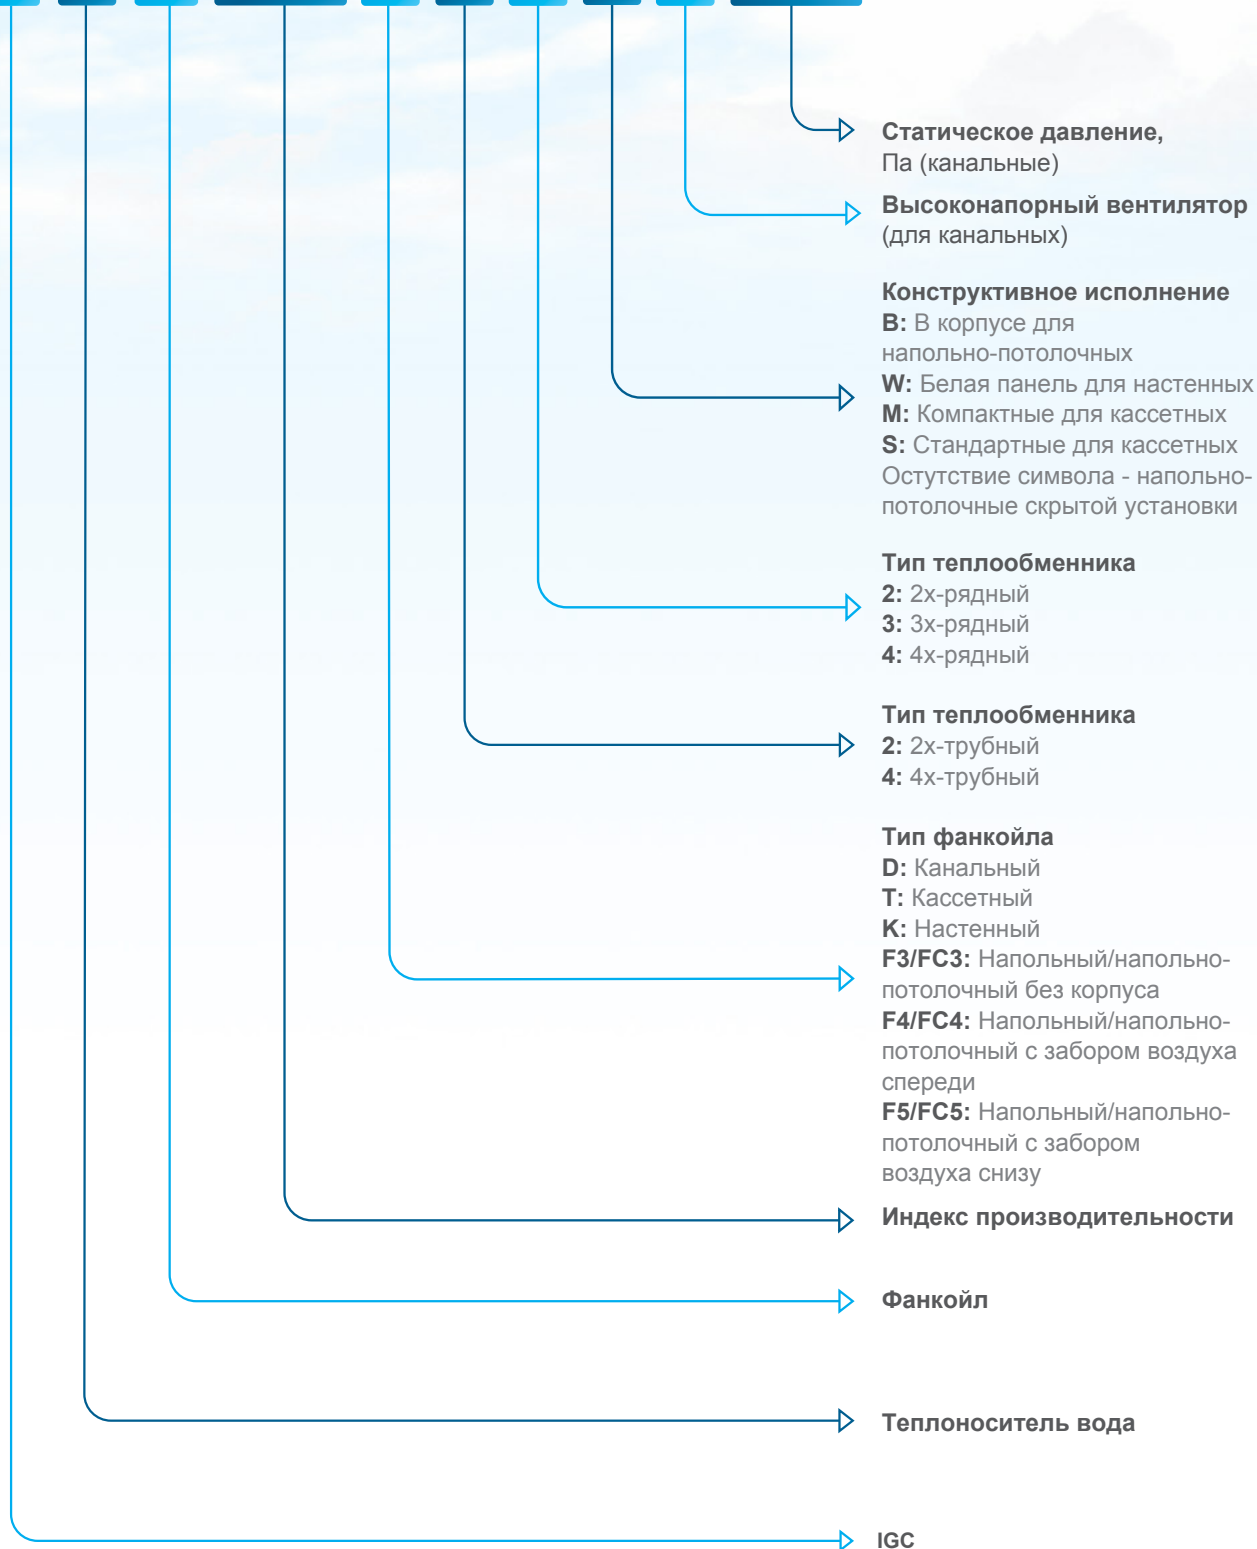 Статическое давление,
Па (канальные)
Высоконапорный вентилятор
(для канальных)
Конструктивное исполнение
B: В корпусе для
напольно-потолочных
W: Белая панель для настенных
M: Компактные для кассетных
S: Стандартные для кассетных
Остутствие символа - напольно-
потолочные скрытой установки
Тип теплообменника
2: 2х-рядный
3: 3х-рядный
4: 4х-рядный
Тип теплообменника
2: 2х-трубный
4: 4х-трубный
Тип фанкойла
D: Канальный
T: Кассетный
K: Настенный
F3/FC3: Напольный/напольно-
потолочный без корпуса
F4/FC4: Напольный/напольно-
потолочный с забором воздуха
спереди
F5/FC5: Напольный/напольно-
потолочный с забором
воздуха снизу
Индекс производительности
Фанкойл
Теплоноситель вода
IGC